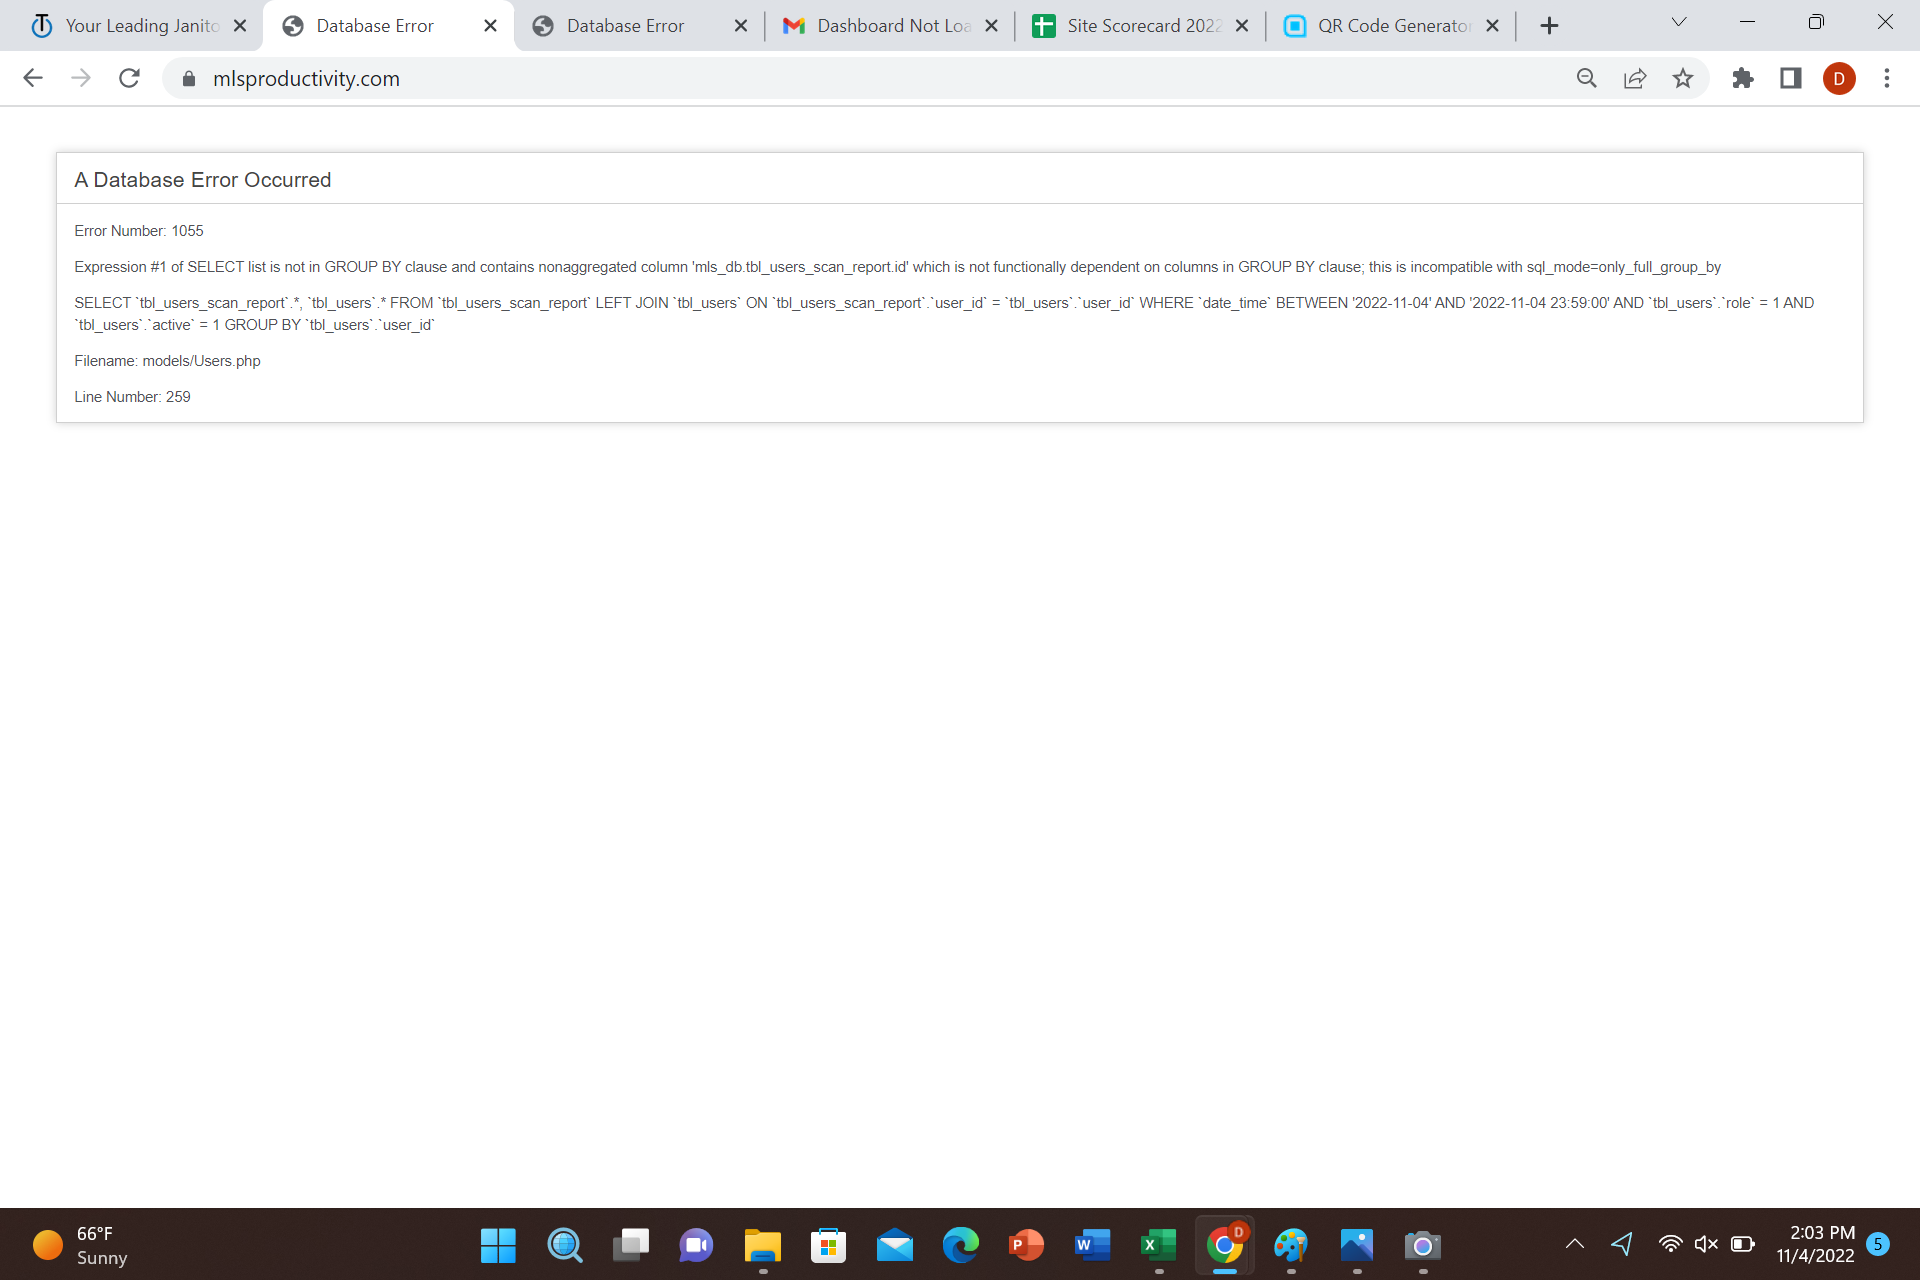 Your Leading Janito
Database Error
Database Error
Dashboard Not Loa
Site Scorecard 2022
QR Code Generator
mlsproductivity.com
D
A Database Error Occurred
Error Number: 1055
Expression #1 of SELECT list is not in GROUP BY clause and contains nonaggregated column 'mls_db.tbl_users_scan_report.id' which is not functionally dependent on columns in GROUP BY clause; this is incompatible with sql_mode=only_full_group_by
SELECT `tbl_users_scan_report`.*, `tbl_users`.* FROM `tbl_users_scan_report` LEFT JOIN `tbl_users` ON `tbl_users_scan_report`.`user_id` = `tbl_users`.`user_id` WHERE `date_time` BETWEEN '2022-11-04' AND '2022-11-04 23:59:00' AND `tbl_users`.`role` = 1 AND
`tbl_users`.`active` = 1 GROUP BY `tbl_users`.`user_id`
Filename: models/Users.php
Line Number: 259
66°F
Sunny
P
W
X
D
2:03 PM
11/4/2022
5